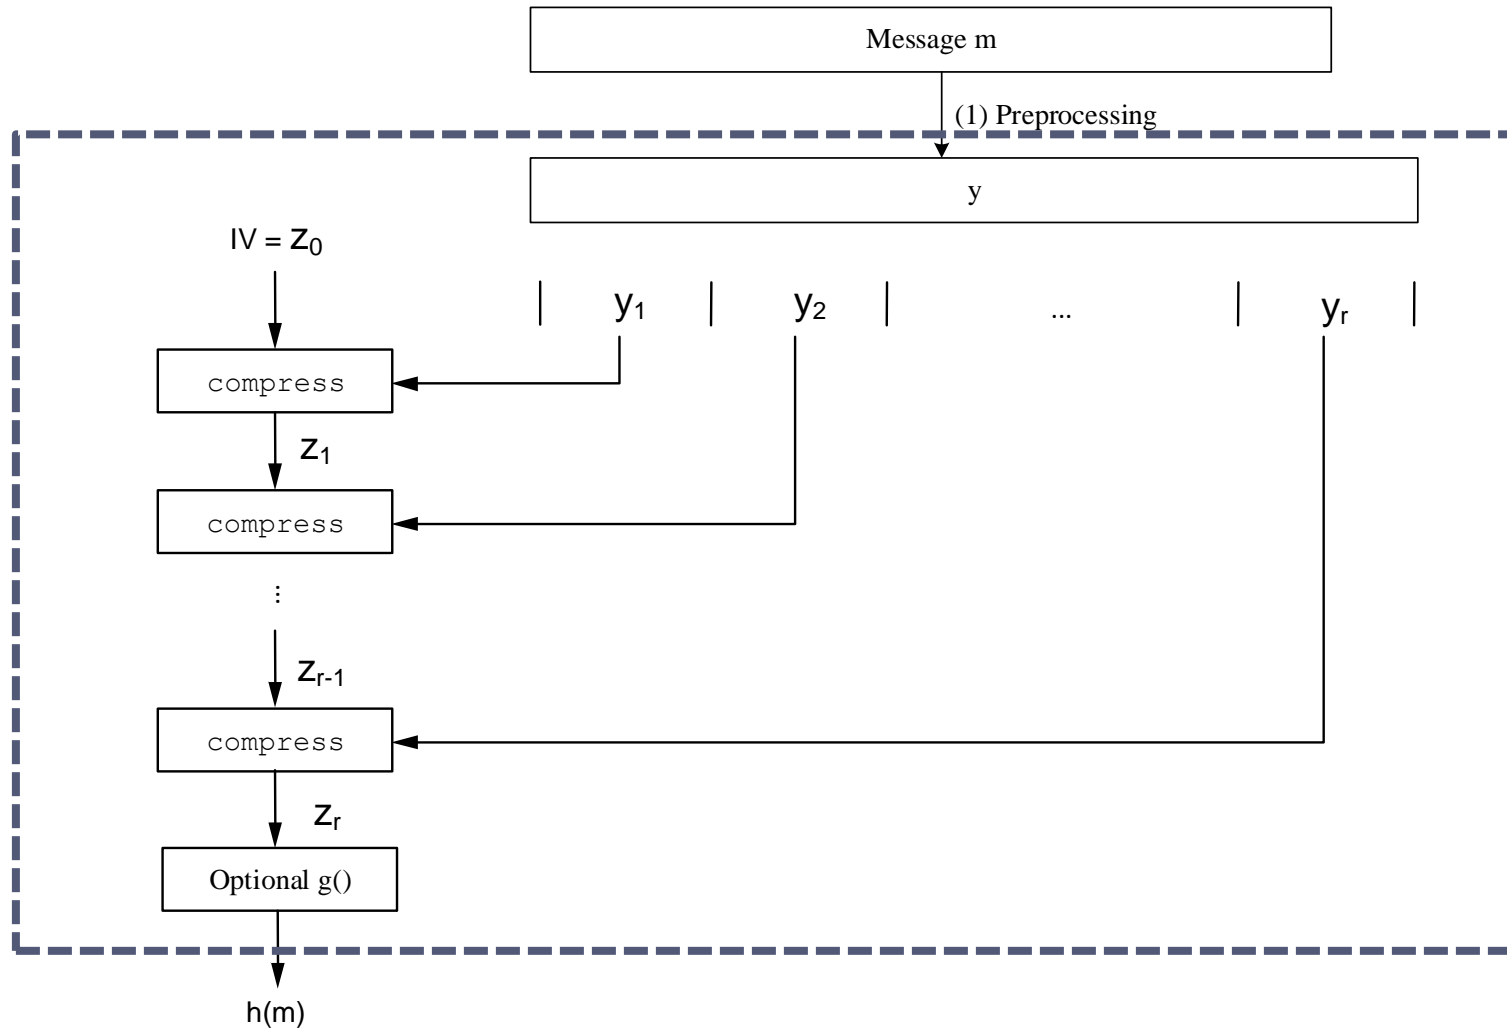 Message m
(1) Preprocessing
y
IV = z₀
| y₁ | y₂ | ... | yᵣ |
compress
z₁
compress
...
zᵣ₋₁
compress
zᵣ
Optional g()
h(m)